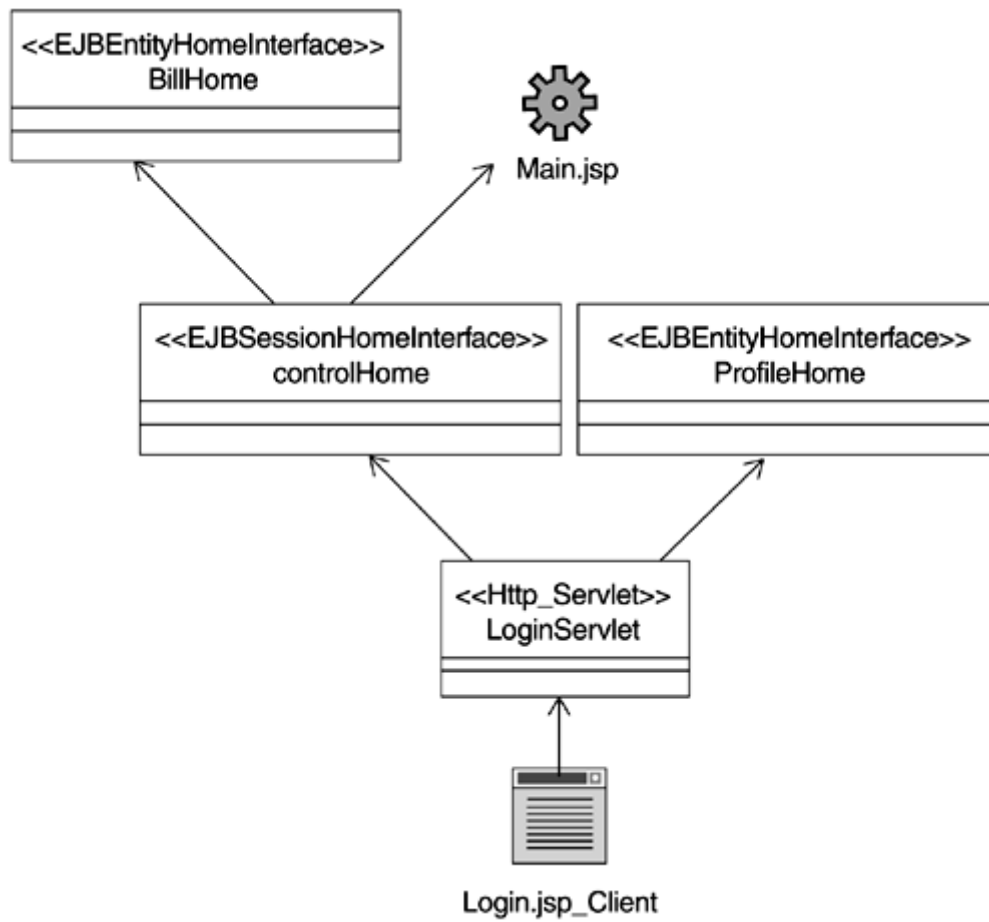 <<EJBEntityHomeInterface>>
BillHome
Main.jsp
<<EJBSessionHomeInterface>>
controlHome
<<EJBEntityHomeInterface>>
ProfileHome
<<Http_Servlet>>
LoginServlet
Login.jsp_Client